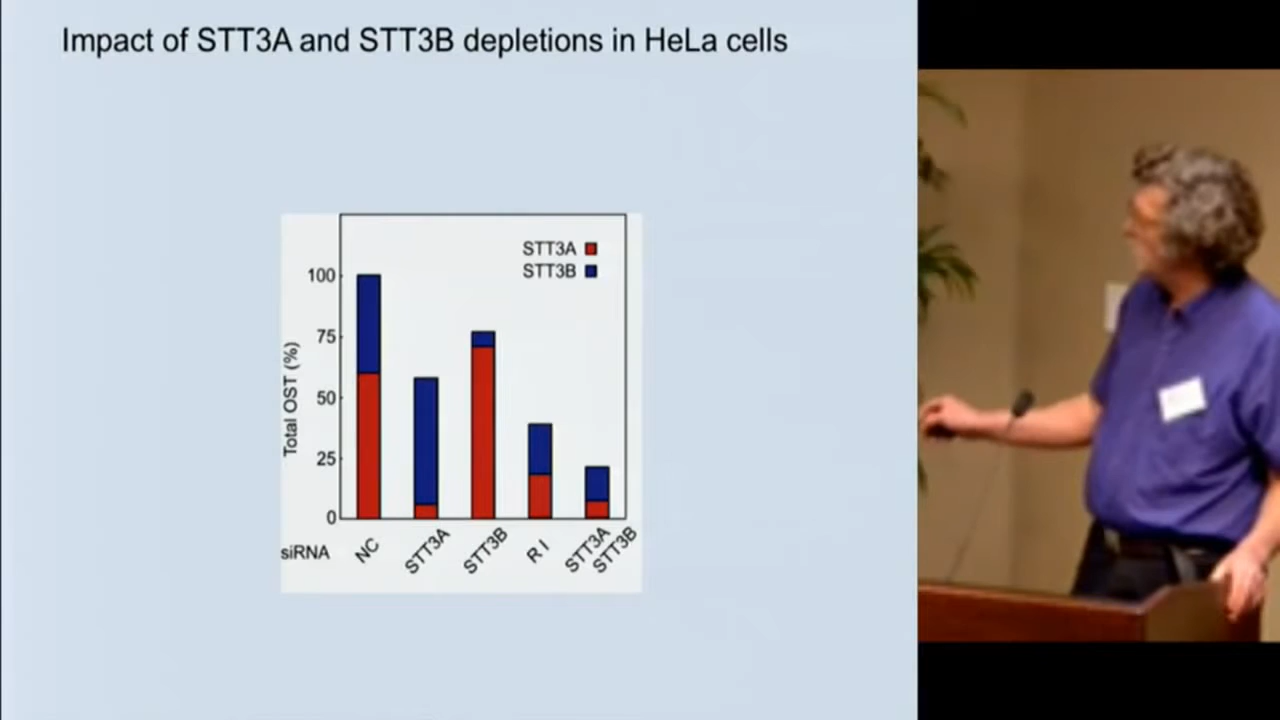 Impact of STT3A and STT3B depletions in HeLa cells
STT3A
STT3B
100
75
50
25
0
Total OST (%)
siRNA
NC
STT3A
STT3B
R I
STT3A
STT3B